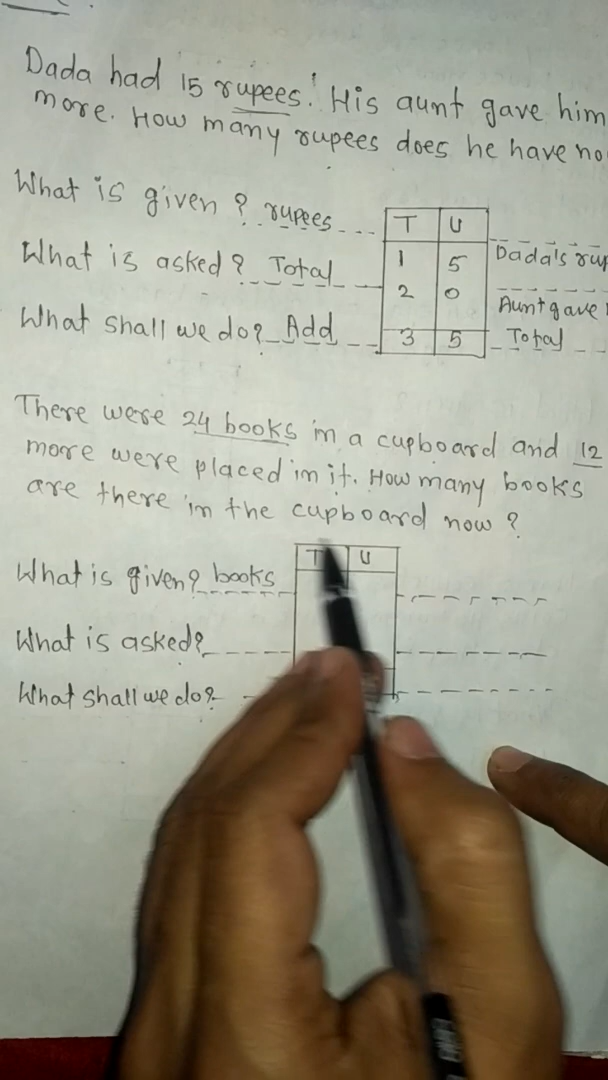 Dada had 15 rupees. His aunt gave him
more. How many rupees does he have no
What is given? rupees
T U
1 5 Dada's rup
What is asked? Total
2 0 Aunt gave
What shall we do? Add 3 5 Total
There were 24 books in a cupboard and 12
more were placed in it. How many books
are there in the cupboard now?
T U
What is given? books
What is asked?
What shall we do?